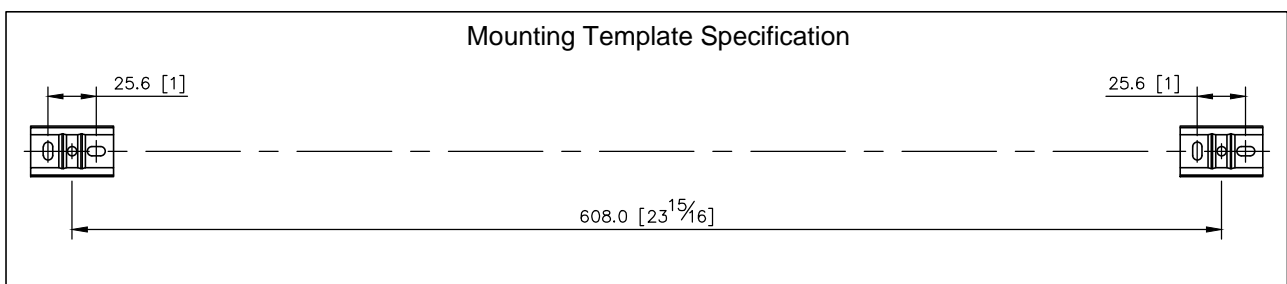 Mounting Template Specification
25.6 [1]
25.6 [1]
608.0 [23 15/16]